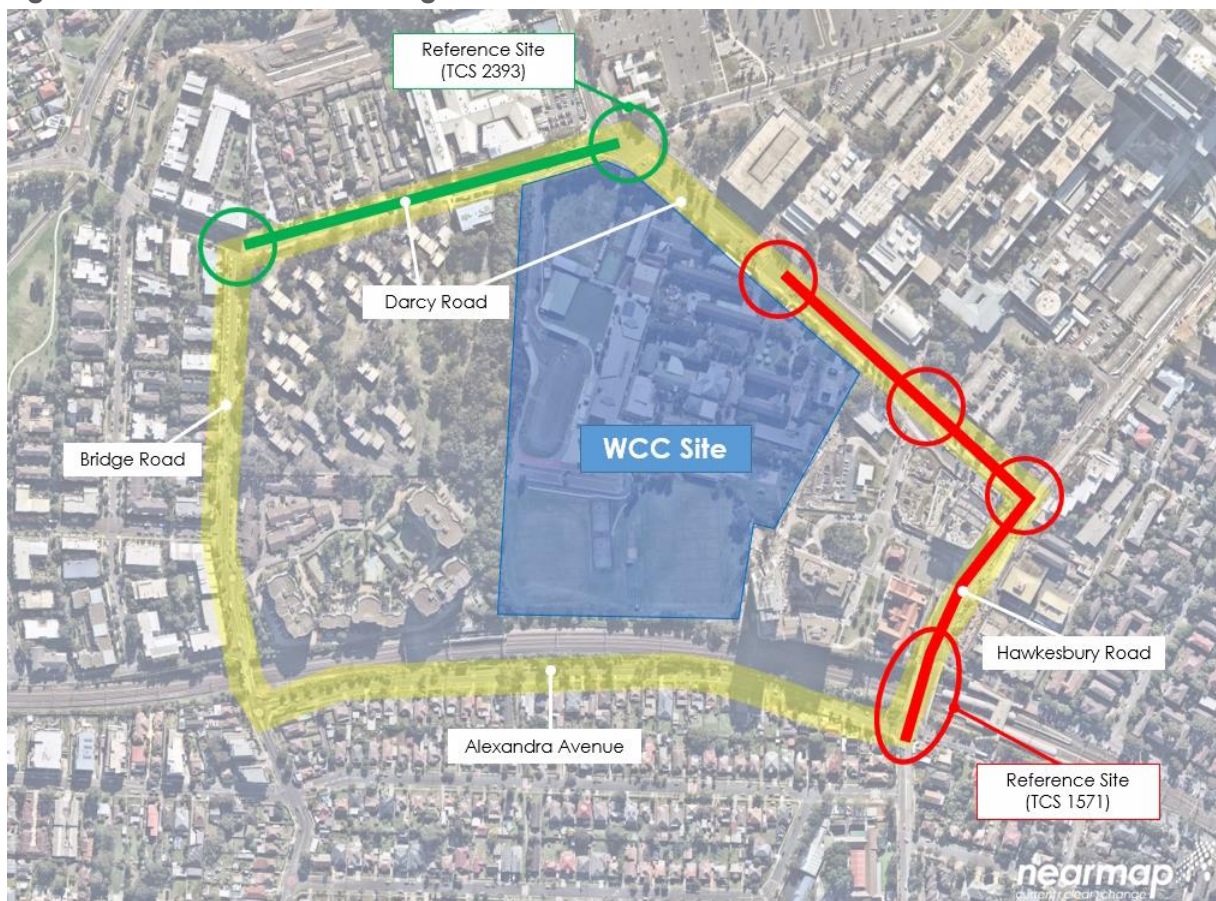 Reference Site
(TCS 2393)
Darcy Road
Bridge Road
WCC Site
Hawkesbury Road
Alexandra Avenue
Reference Site
(TCS 1571)
nearmap